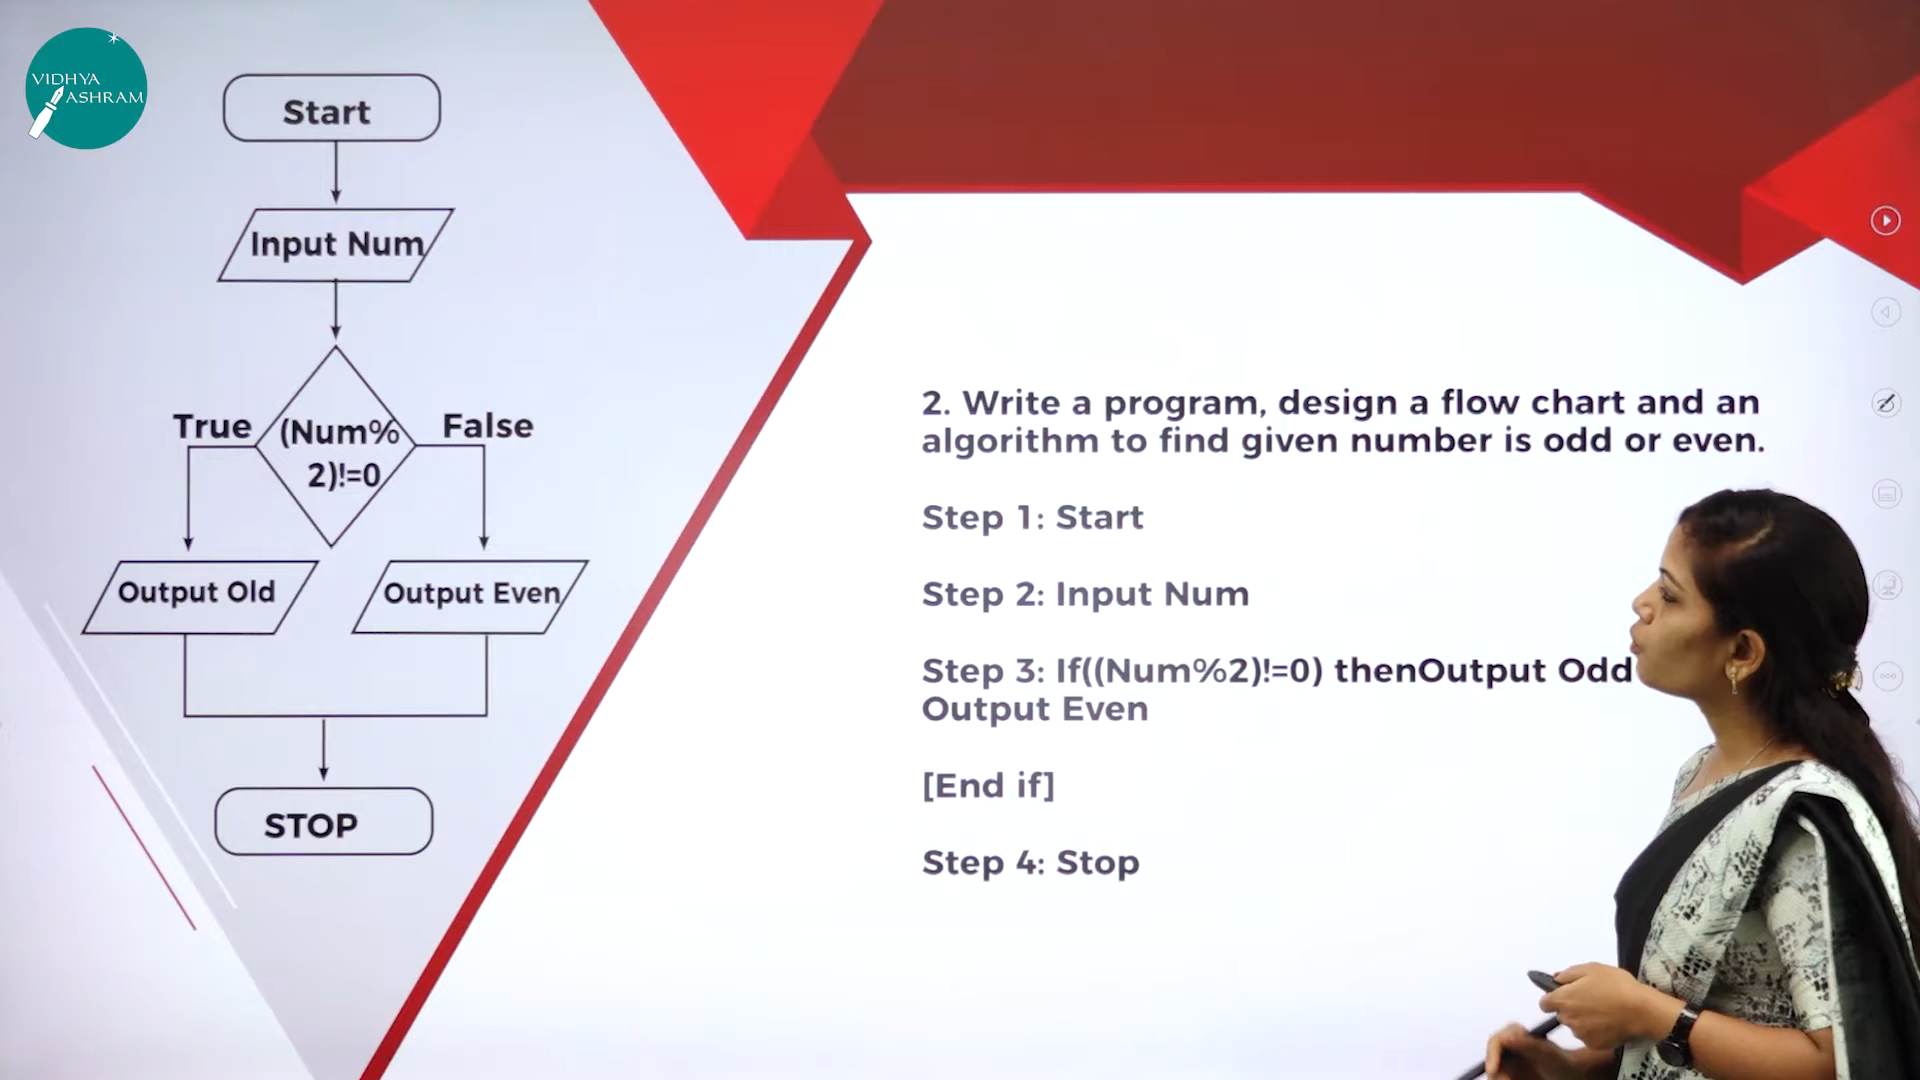 VIDHYA
ASHRAM
Start
Input Num
True
(Num%
2)!=0
False
Output Old
Output Even
STOP
2. Write a program, design a flow chart and an
algorithm to find given number is odd or even.
Step 1: Start
Step 2: Input Num
Step 3: If((Num%2)!=0) thenOutput Odd
Output Even
[End if]
Step 4: Stop